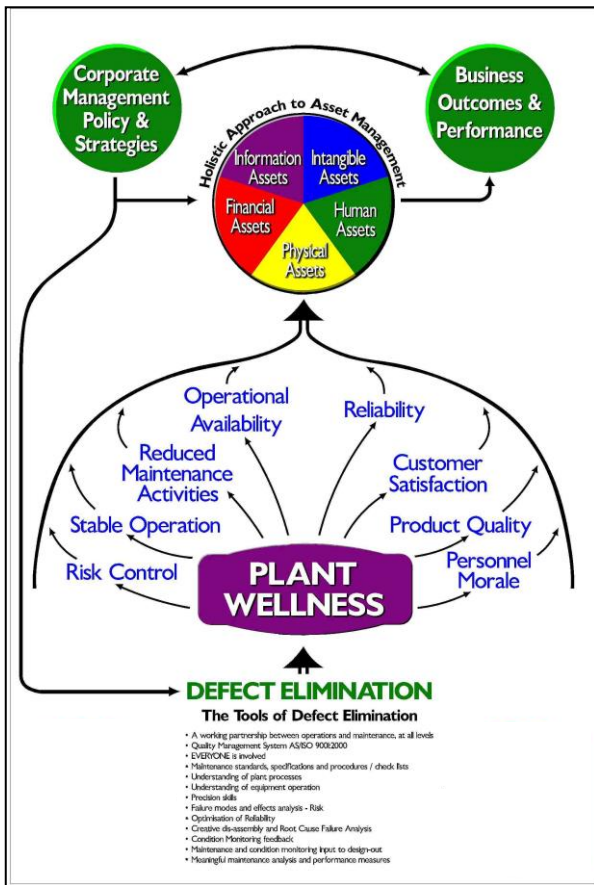 Corporate
Management
Policy &
Strategies
Business
Outcomes &
Performance
Holistic Approach to Asset Management
Information
Assets
Intangible
Assets
Financial
Assets
Human
Assets
Physical
Assets
Operational
Availability
Reliability
Reduced
Maintenance
Activities
Customer
Satisfaction
Stable Operation
Product Quality
Risk Control
Personnel
Morale
PLANT
WELLNESS
DEFECT ELIMINATION
The Tools of Defect Elimination
• A working partnership between operations and maintenance, at all levels
• Quality Management System AS/ISO 9001:2000
• EVERYONE is involved
• Maintenance standards, specifications and procedures / check lists
• Understanding of plant processes
• Understanding of equipment operation
• Precision skills
• Failure modes and effects analysis - Risk
• Optimisation of Reliability
• Creative dis-assembly and Root Cause Failure Analysis
• Condition Monitoring feedback
• Maintenance and condition monitoring input to design-out
• Meaningful maintenance analysis and performance measures